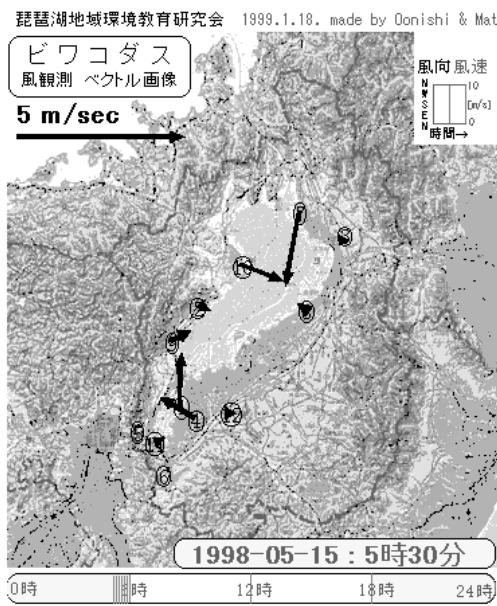 琵琶湖地域環境教育研究会 1999.1.18. made by Oonishi & Mat
ビワコダス
風観測 ベクトル画像
5 m/sec
風向風速
N
W
S
E
N
10
[m/s]
0
時間→
6
1998-05-15:5時30分
0時 6時 12時 18時 24時